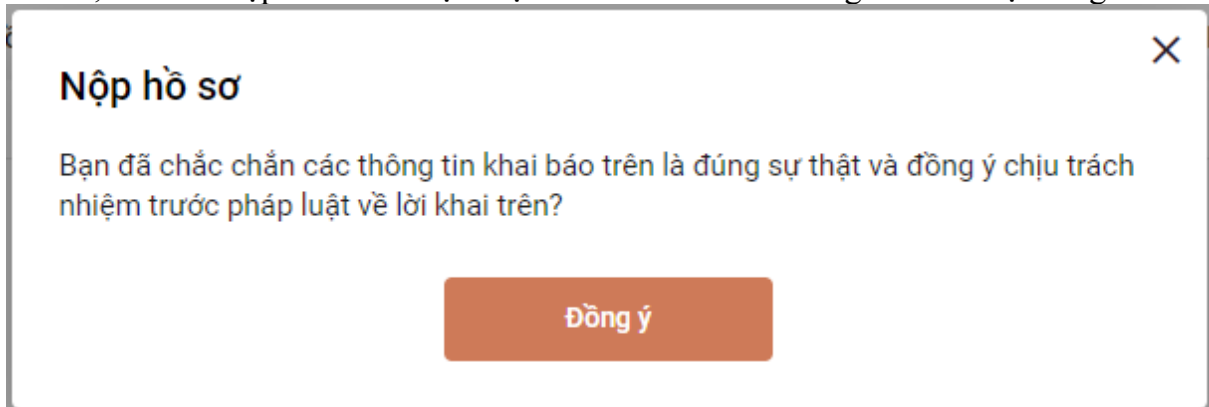 Nộp hồ sơ
Bạn đã chắc chắn các thông tin khai báo trên là đúng sự thật và đồng ý chịu trách
nhiệm trước pháp luật về lời khai trên?
Đồng ý